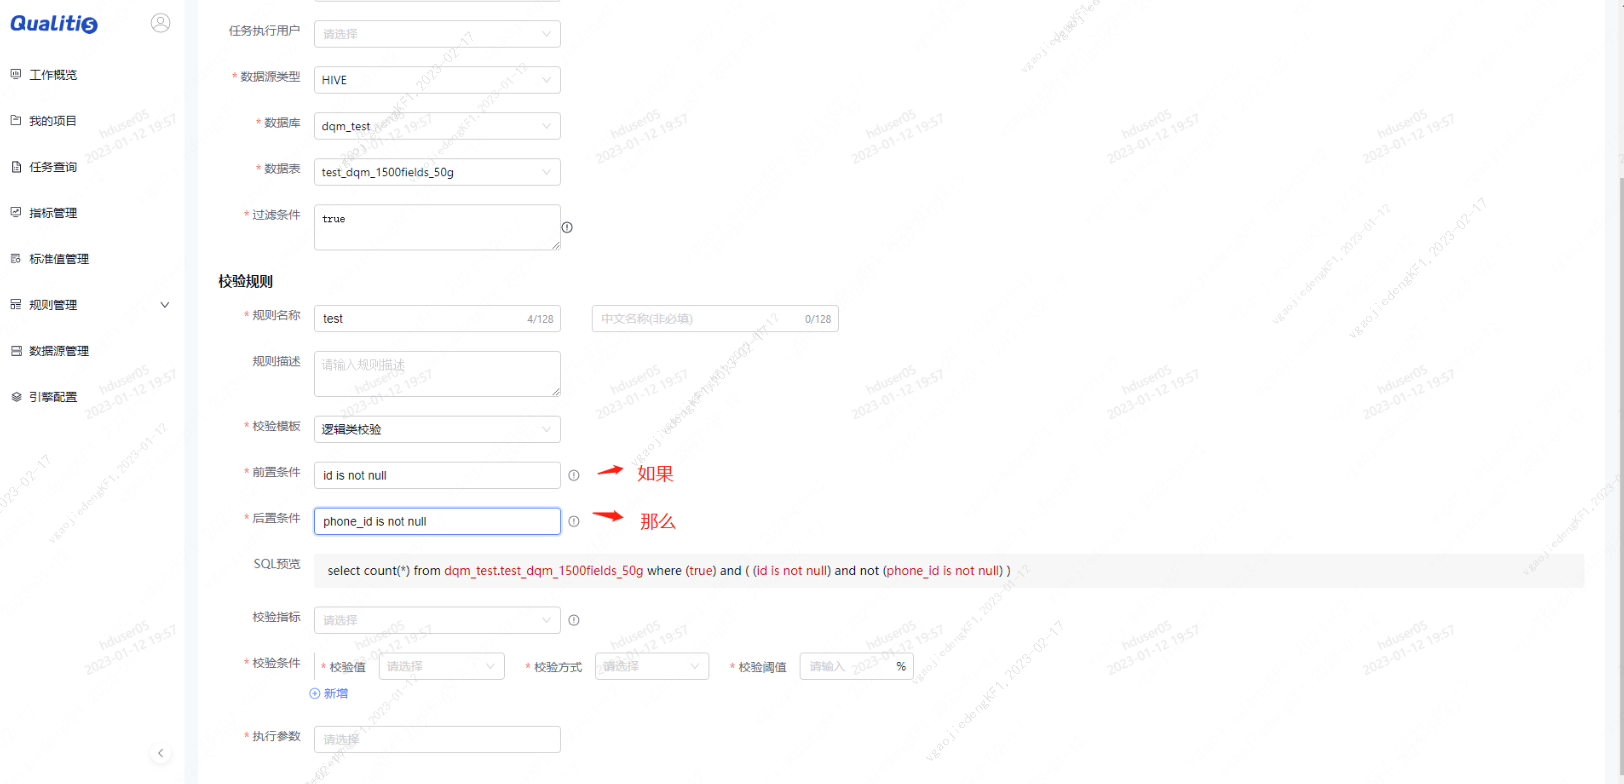 Qualitis
工作概览
我的项目
任务查询
指标管理
标准值管理
规则管理
数据源管理
引擎配置
任务执行用户 请选择
* 数据源类型 HIVE
* 数据库 dqm_test
* 数据表 test_dqm_1500fields_50g
* 过滤条件 true
校验规则
* 规则名称 test 4/128 中文名称(非必填) 0/128
规则描述 请输入规则描述
* 校验模板 逻辑类校验
* 前置条件 id is not null 如果
* 后置条件 phone_id is not null 那么
SQL预览 select count(*) from dqm_test.test_dqm_1500fields_50g where (true) and ( (id is not null) and not (phone_id is not null) )
校验指标 请选择
* 校验条件 * 校验值 请选择 * 校验方式 请选择 * 校验阈值 请输入 %
新增
* 执行参数 请选择
hduser05
2023-01-12 19:57
vgaojiedengKF1,2023-01-12
vgaojiedengKF1,2023-02-17